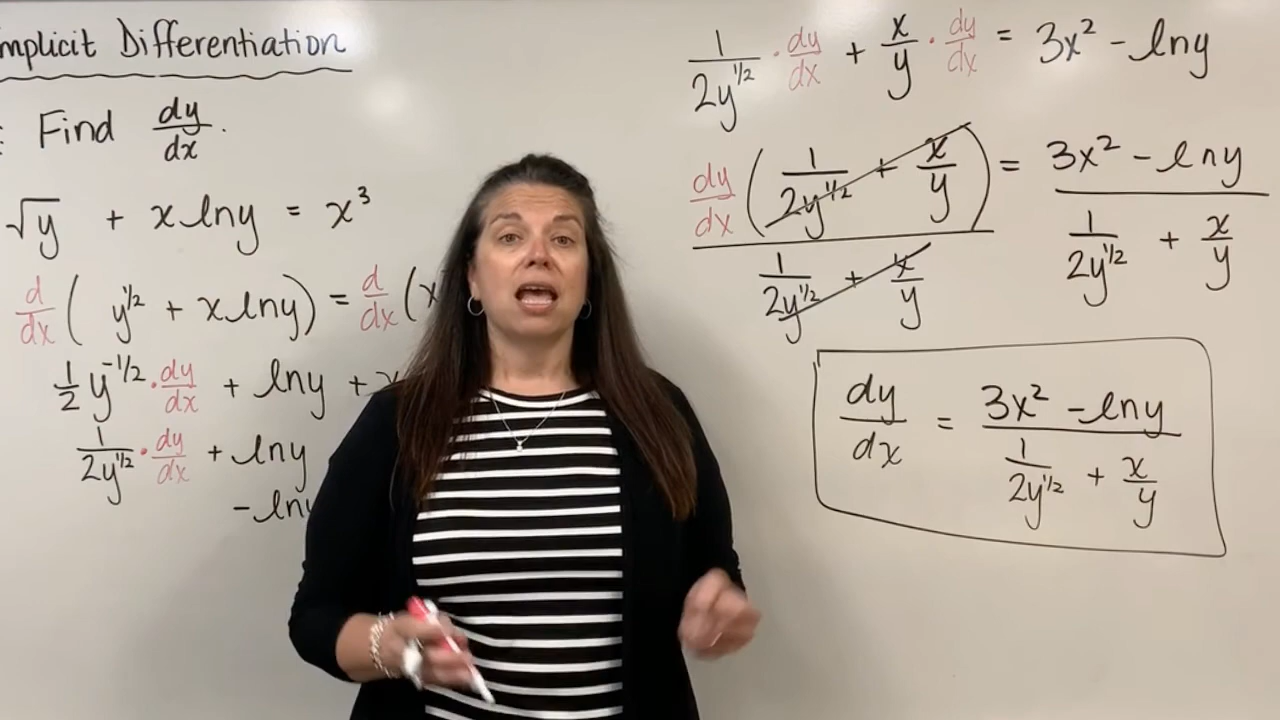 mplicit Differentiation
: Find dy/dx.
√y + x lny = x³
d/dx ( y^1/2 + x lny) = d/dx (x
1/2 y^-1/2 · dy/dx + lny + x
1/2y^1/2 · dy/dx + lny
- lny
1/2y^1/2 · dy/dx + x/y · dy/dx = 3x² - lny
dy/dx ( 1/2y^1/2 + x/y ) / 1/2y^1/2 + x/y = 3x² - lny / 1/2y^1/2 + x/y
dy/dx = 3x² - lny / 1/2y^1/2 + x/y